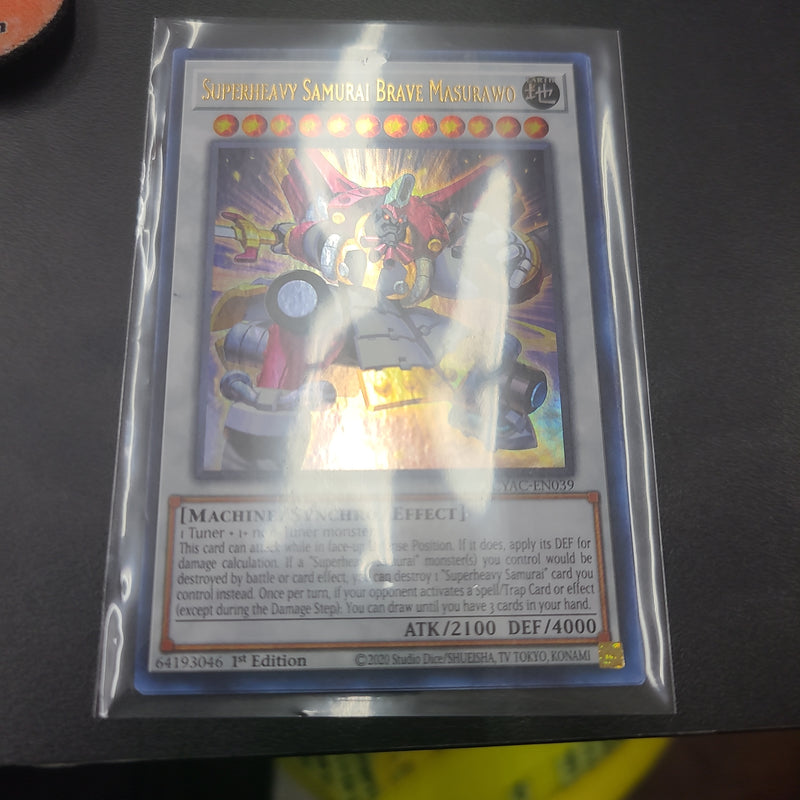 SUPERHEAVY SAMURAI BRAVE MASURAWO
EARTH
地
CYAC-EN039
[MACHINE/SYNCHRO/EFFECT]
1 Tuner + 1+ non-Tuner monsters
This card can attack while in face-up Defense Position. If it does, apply its DEF for
damage calculation. If a "Superheavy Samurai" monster(s) you control would be
destroyed by battle or card effect, you can destroy 1 "Superheavy Samurai" card you
control instead. Once per turn, if your opponent activates a Spell/Trap Card or effect
(except during the Damage Step): You can draw until you have 3 cards in your hand.
ATK/2100 DEF/4000
64193046 1st Edition
©2020 Studio Dice/SHUEISHA, TV TOKYO, KONAMI